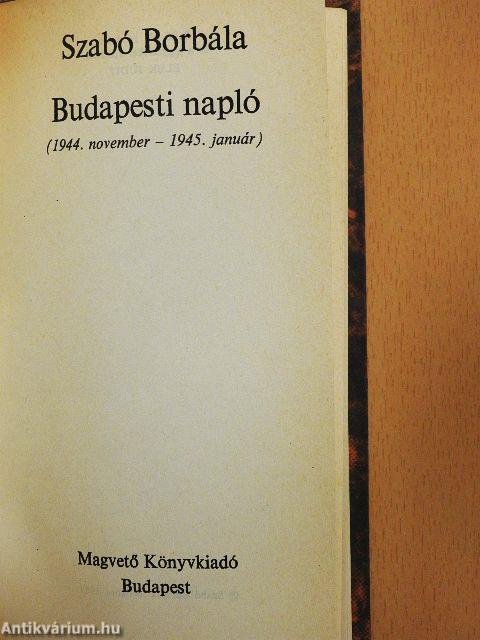 Szabó Borbála
Budapesti napló
(1944. november – 1945. január)
Magvető Könyvkiadó
Budapest
Antikvárium.hu